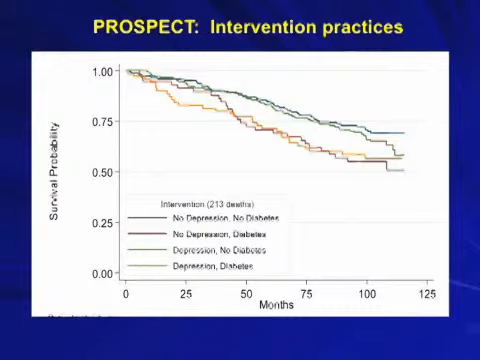 PROSPECT: Intervention practices
1.00
0.75
0.50
0.25
0.00
Survival Probability
Intervention (213 deaths)
No Depression, No Diabetes
No Depression, Diabetes
Depression, No Diabetes
Depression, Diabetes
0 25 50 75 100 125
Months